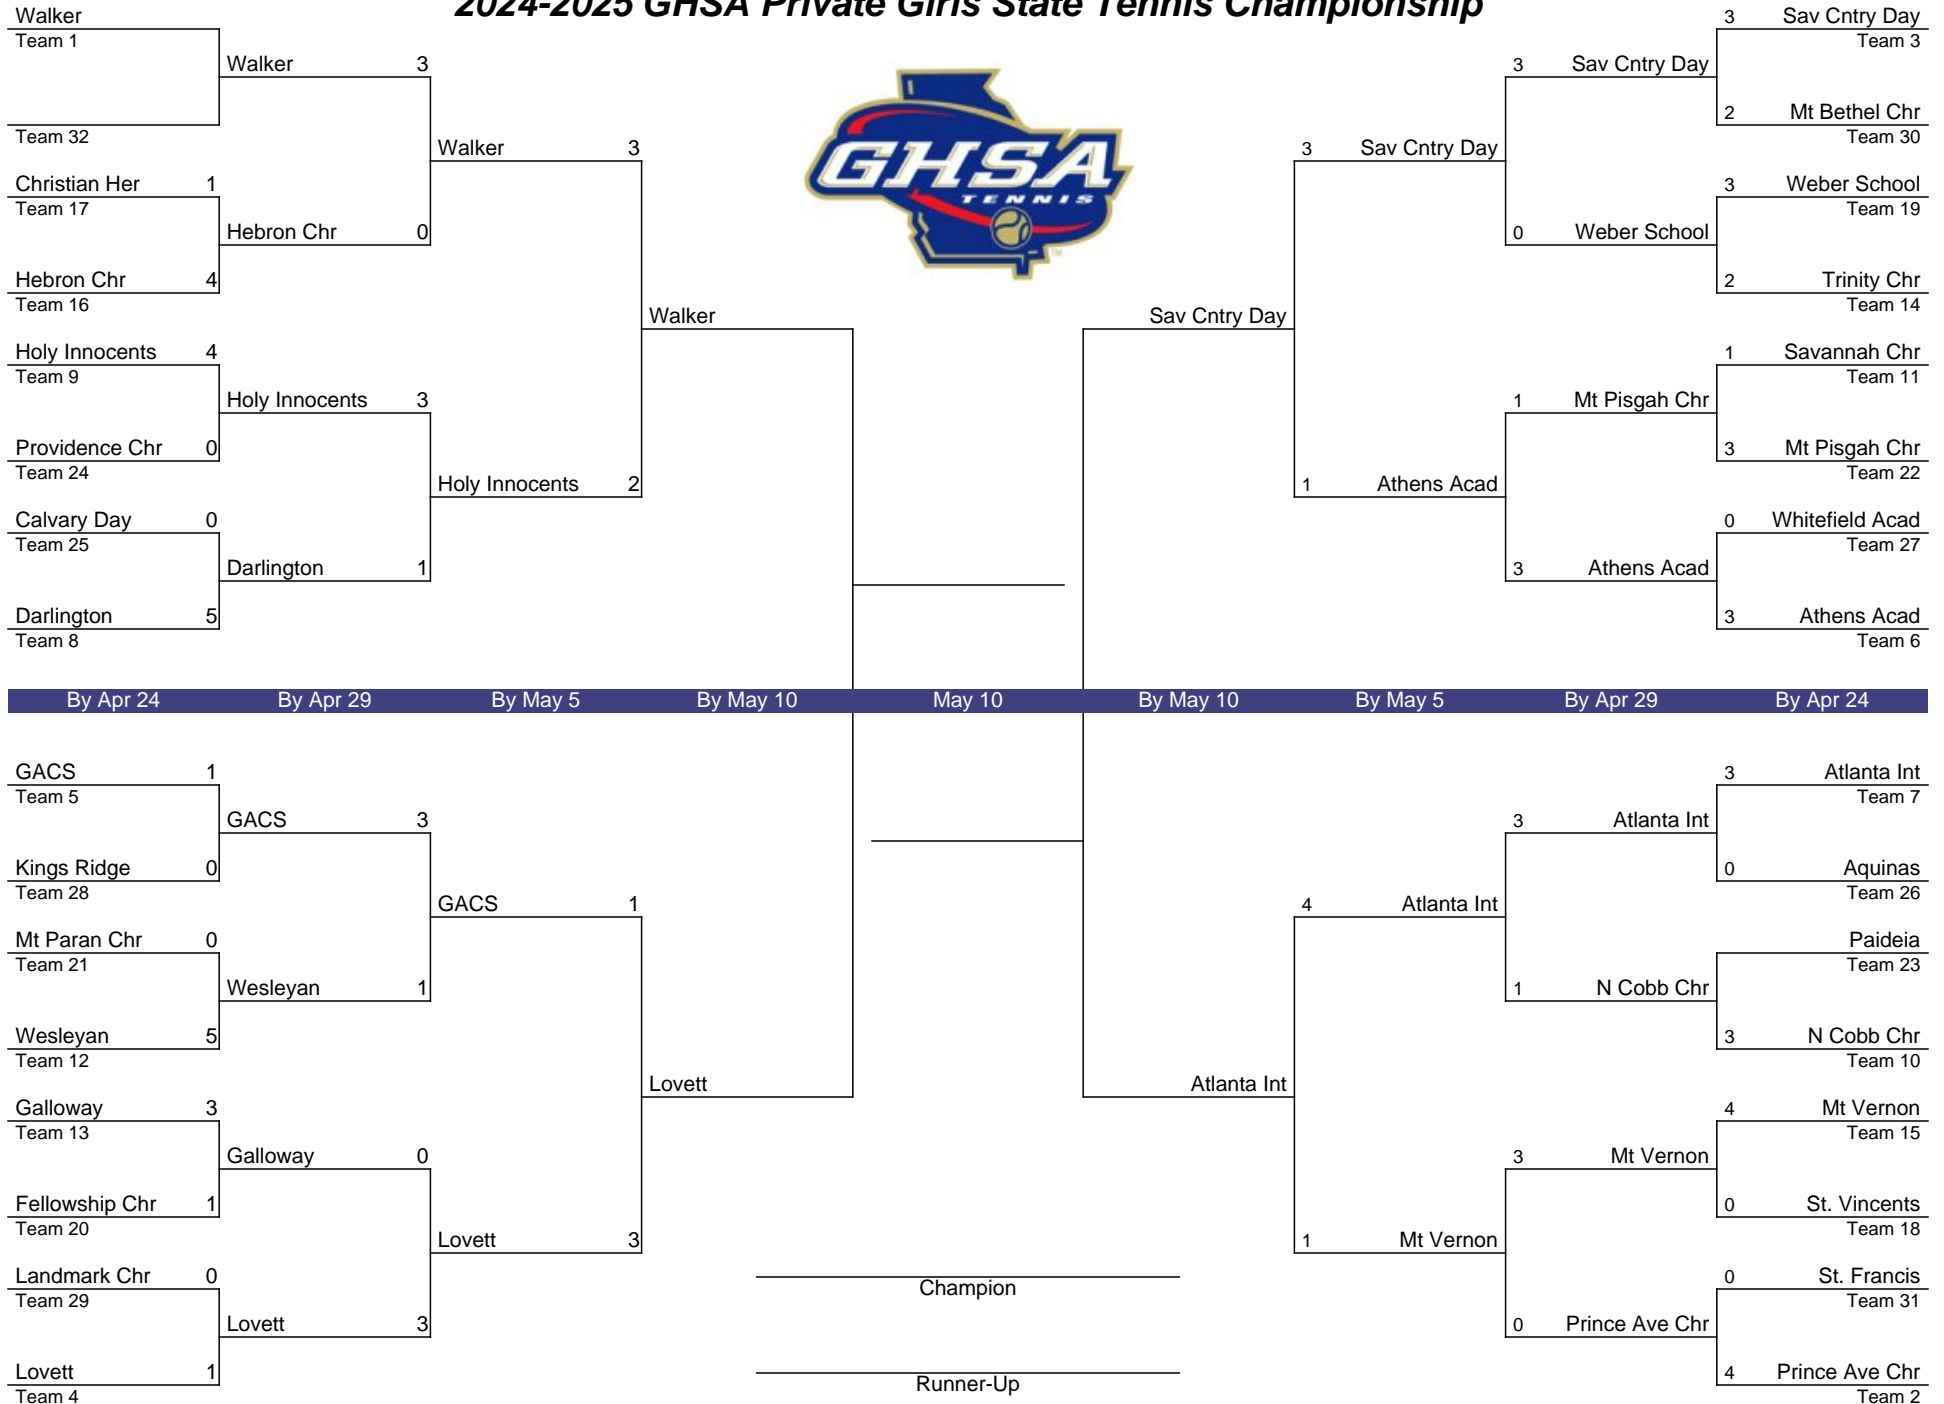 2024-2025 GHSA Private Girls State Tennis Championship
Walker
Team 1
Walker 3
Team 32
Walker 3
Christian Her 1
Team 17
Hebron Chr 0
Hebron Chr 4
Team 16
Walker
Holy Innocents 4
Team 9
Holy Innocents 3
Providence Chr 0
Team 24
Holy Innocents 2
Calvary Day 0
Team 25
Darlington 1
Darlington 5
Team 8
GHSA
TENNIS
TM
3 Sav Cntry Day
Team 3
3 Sav Cntry Day
2 Mt Bethel Chr
Team 30
3 Sav Cntry Day
3 Weber School
Team 19
0 Weber School
2 Trinity Chr
Team 14
Sav Cntry Day
1 Savannah Chr
Team 11
1 Mt Pisgah Chr
3 Mt Pisgah Chr
Team 22
1 Athens Acad
0 Whitefield Acad
Team 27
3 Athens Acad
3 Athens Acad
Team 6
By Apr 24 By Apr 29 By May 5 By May 10 May 10 By May 10 By May 5 By Apr 29 By Apr 24
GACS 1
Team 5
GACS 3
Kings Ridge 0
Team 28
GACS 1
Mt Paran Chr 0
Team 21
Wesleyan 1
Wesleyan 5
Team 12
Lovett
Galloway 3
Team 13
Galloway 0
Fellowship Chr 1
Team 20
Lovett 3
Landmark Chr 0
Team 29
Lovett 3
Lovett 1
Team 4
3 Atlanta Int
Team 7
3 Atlanta Int
0 Aquinas
Team 26
4 Atlanta Int
Paideia
Team 23
1 N Cobb Chr
3 N Cobb Chr
Team 10
Atlanta Int
4 Mt Vernon
Team 15
3 Mt Vernon
0 St. Vincents
Team 18
1 Mt Vernon
0 St. Francis
Team 31
0 Prince Ave Chr
4 Prince Ave Chr
Team 2
Champion
Runner-Up